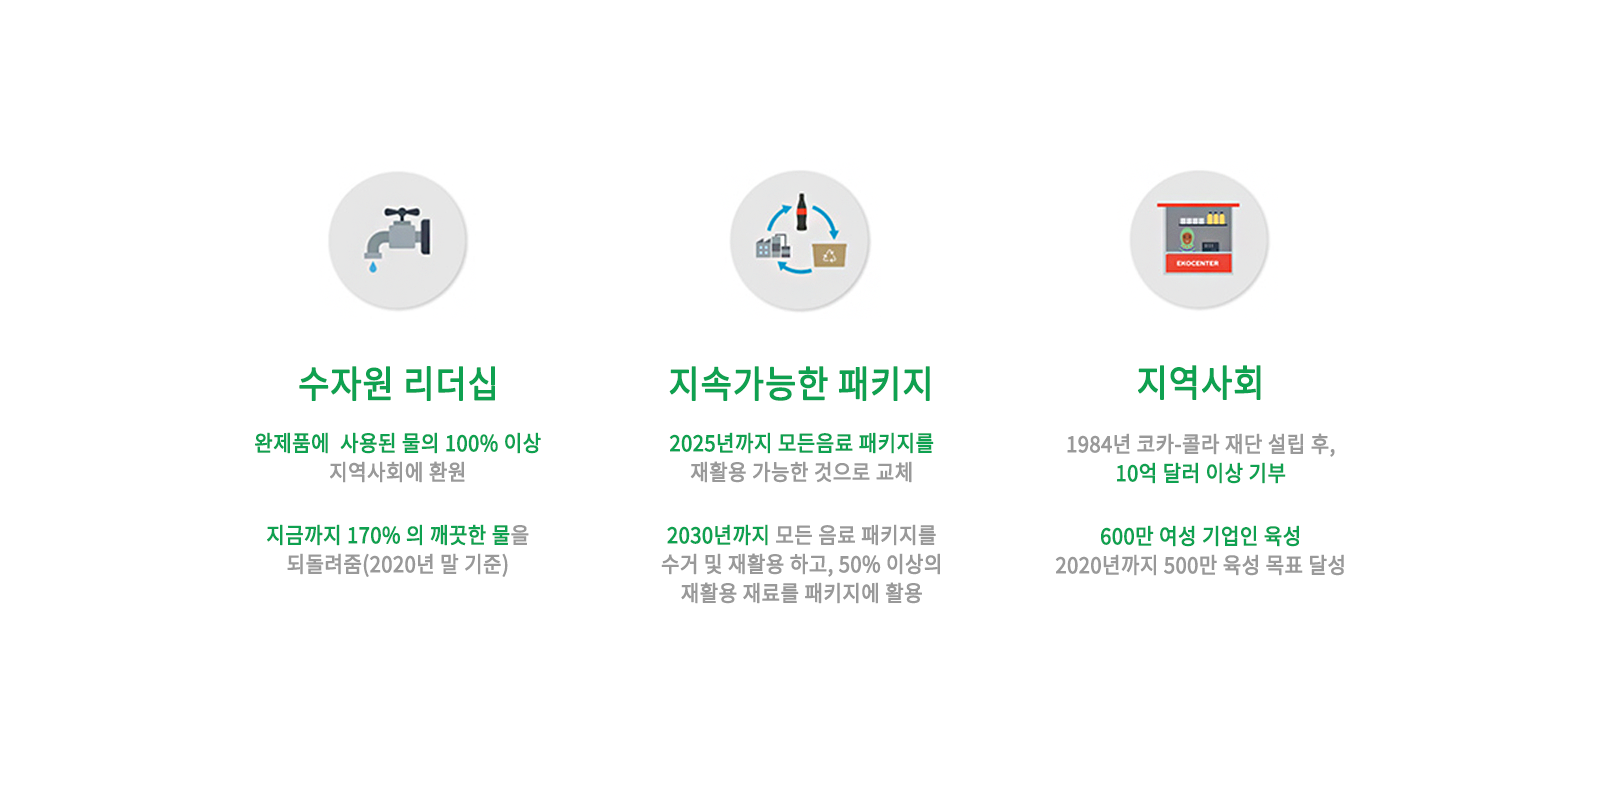 EKOCENTER
수자원 리더십
완제품에 사용된 물의 100% 이상
지역사회에 환원
지금까지 170% 의 깨끗한 물을
되돌려줌(2020년 말 기준)
지속가능한 패키지
2025년까지 모든음료 패키지를
재활용 가능한 것으로 교체
2030년까지 모든 음료 패키지를
수거 및 재활용 하고, 50% 이상의
재활용 재료를 패키지에 활용
지역사회
1984년 코카-콜라 재단 설립 후,
10억 달러 이상 기부
600만 여성 기업인 육성
2020년까지 500만 육성 목표 달성